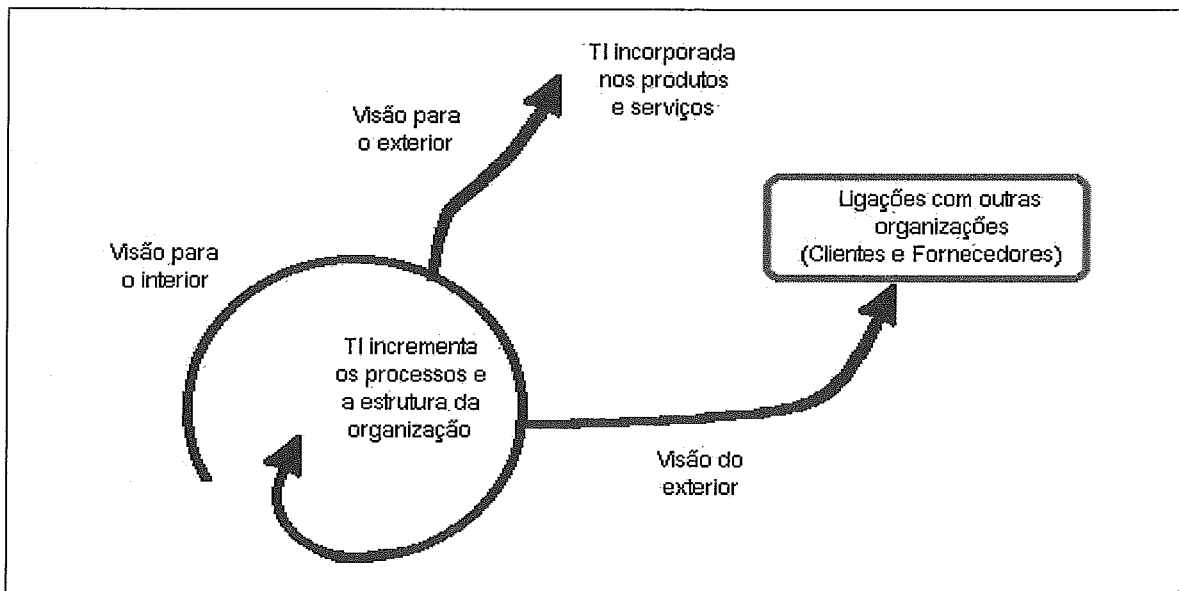 TI incorporada
nos produtos
e serviços
Visão para
o exterior
Ligações com outras
organizações
(Clientes e Fornecedores)
Visão para
o interior
TI incrementa
os processos e
a estrutura da
organização
Visão do
exterior